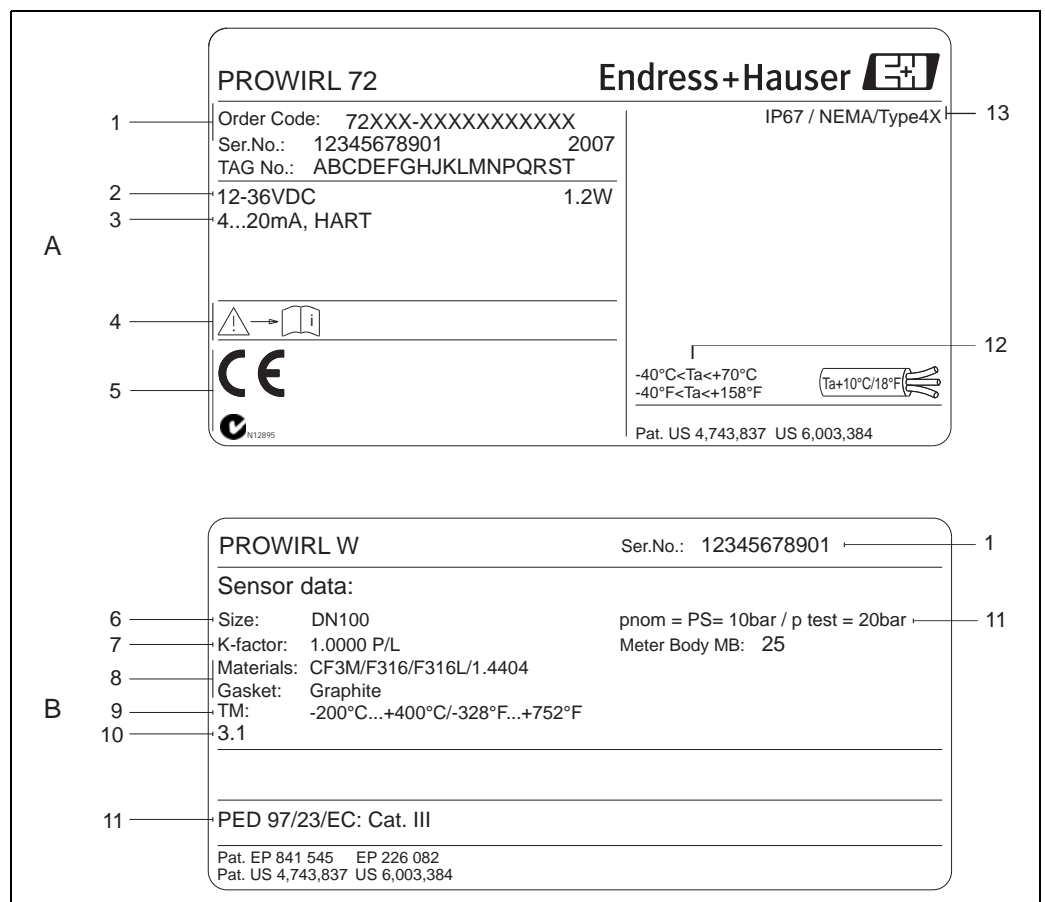 PROWIRL 72 Endress+Hauser E+H
1 Order Code: 72XXX-XXXXXXXXXXX IP67 / NEMA/Type4X 13
Ser.No.: 12345678901 2007
TAG No.: ABCDEFGHJKLMNPQRST
2 12-36VDC 1.2W
3 4...20mA, HART
A
4 i
12
5 CE -40°C<Ta<+70°C Ta+10°C/18°F
-40°F<Ta<+158°F
N12895 Pat. US 4,743,837 US 6,003,384
PROWIRL W Ser.No.: 12345678901 1
Sensor data:
6 Size: DN100 pnom = PS= 10bar / p test = 20bar 11
7 K-factor: 1.0000 P/L Meter Body MB: 25
8 Materials: CF3M/F316/F316L/1.4404
Gasket: Graphite
B
9 TM: -200°C...+400°C/-328°F...+752°F
10 3.1
11 PED 97/23/EC: Cat. III
Pat. EP 841 545 EP 226 082
Pat. US 4,743,837 US 6,003,384